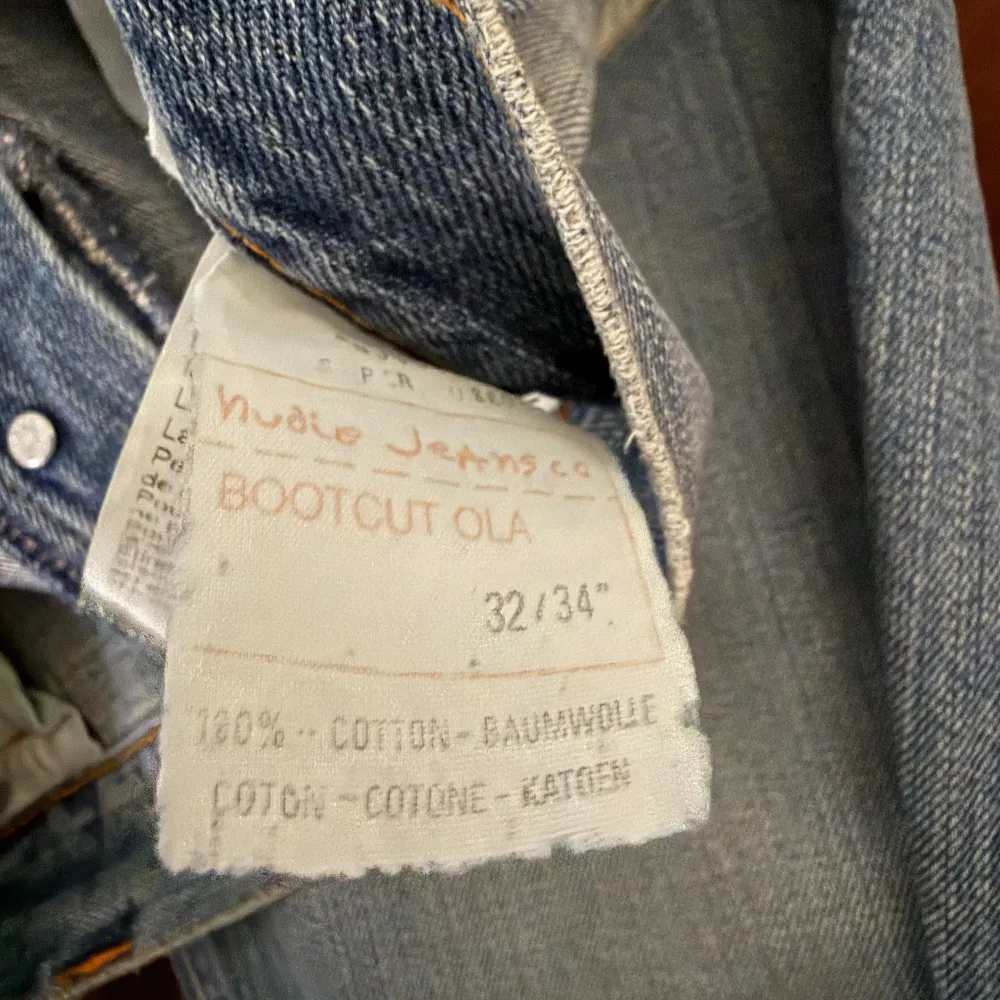 nudie Jeans co
BOOTCUT OLA
32/34"
100% - COTTON - BAUMWOLLE
COTON - COTONE - KATOEN